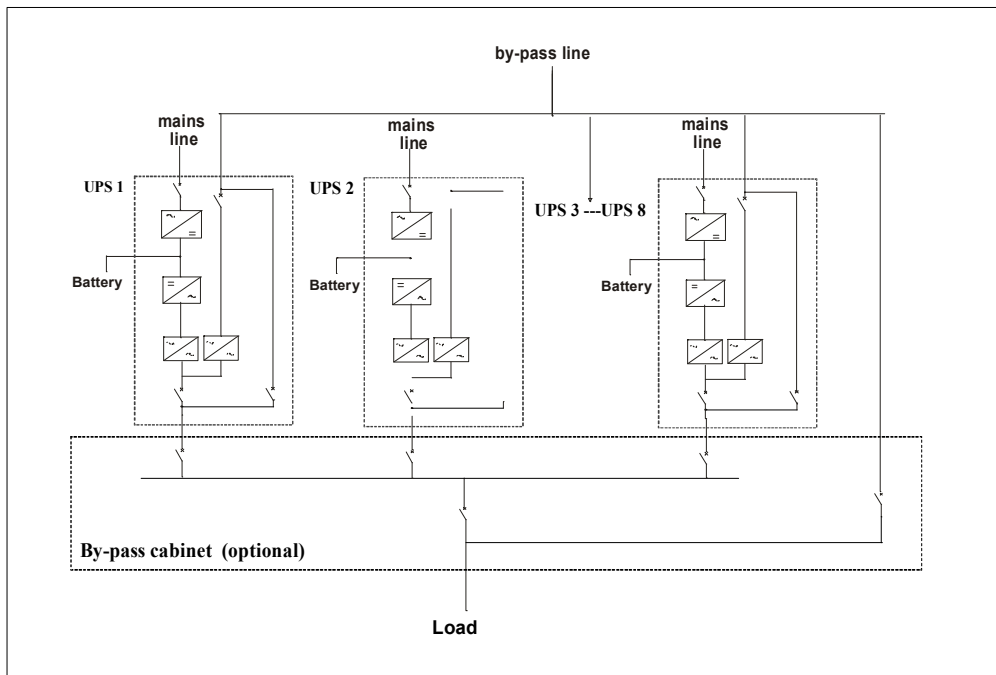 by-pass line
mains
line
mains
line
mains
line
UPS 1
UPS 2
UPS 3 ---UPS 8
Battery
Battery
Battery
By-pass cabinet (optional)
Load